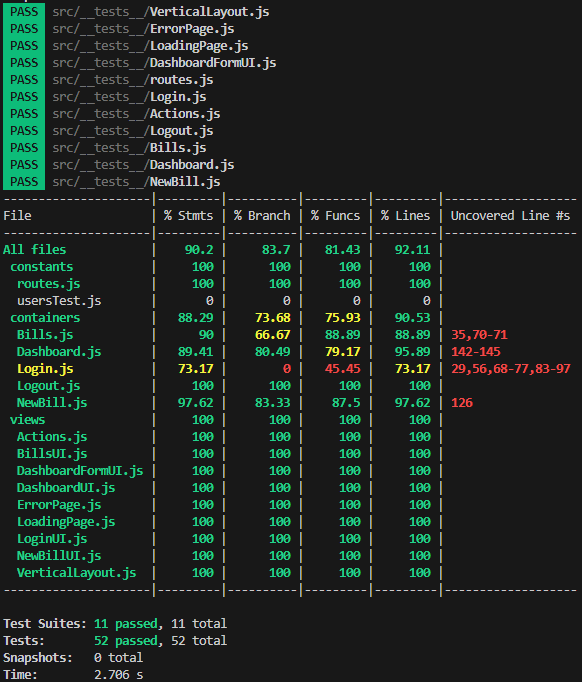 PASS src/__tests__/VerticalLayout.js
PASS src/__tests__/ErrorPage.js
PASS src/__tests__/LoadingPage.js
PASS src/__tests__/DashboardFormUI.js
PASS src/__tests__/routes.js
PASS src/__tests__/Login.js
PASS src/__tests__/Actions.js
PASS src/__tests__/Logout.js
PASS src/__tests__/Bills.js
PASS src/__tests__/Dashboard.js
PASS src/__tests__/NewBill.js
---------------------|---------|----------|---------|---------|-------------------
File                 | % Stmts | % Branch | % Funcs | % Lines | Uncovered Line #s
---------------------|---------|----------|---------|---------|-------------------
All files            |    90.2 |     83.7 |   81.43 |   92.11 |
 constants           |     100 |      100 |     100 |     100 |
  routes.js          |     100 |      100 |     100 |     100 |
  usersTest.js       |       0 |        0 |       0 |       0 |
 containers          |   88.29 |    73.68 |   75.93 |   90.53 |
  Bills.js           |      90 |    66.67 |   88.89 |   88.89 | 35,70-71
  Dashboard.js       |   89.41 |    80.49 |   79.17 |   95.89 | 142-145
  Login.js           |   73.17 |        0 |   45.45 |   73.17 | 29,56,68-77,83-97
  Logout.js          |     100 |      100 |     100 |     100 |
  NewBill.js         |   97.62 |    83.33 |    87.5 |   97.62 | 126
 views               |     100 |      100 |     100 |     100 |
  Actions.js         |     100 |      100 |     100 |     100 |
  BillsUI.js         |     100 |      100 |     100 |     100 |
  DashboardFormUI.js |     100 |      100 |     100 |     100 |
  DashboardUI.js     |     100 |      100 |     100 |     100 |
  ErrorPage.js       |     100 |      100 |     100 |     100 |
  LoadingPage.js     |     100 |      100 |     100 |     100 |
  LoginUI.js         |     100 |      100 |     100 |     100 |
  NewBillUI.js       |     100 |      100 |     100 |     100 |
  VerticalLayout.js  |     100 |      100 |     100 |     100 |
---------------------|---------|----------|---------|---------|-------------------
Test Suites: 11 passed, 11 total
Tests:       52 passed, 52 total
Snapshots:   0 total
Time:        2.706 s